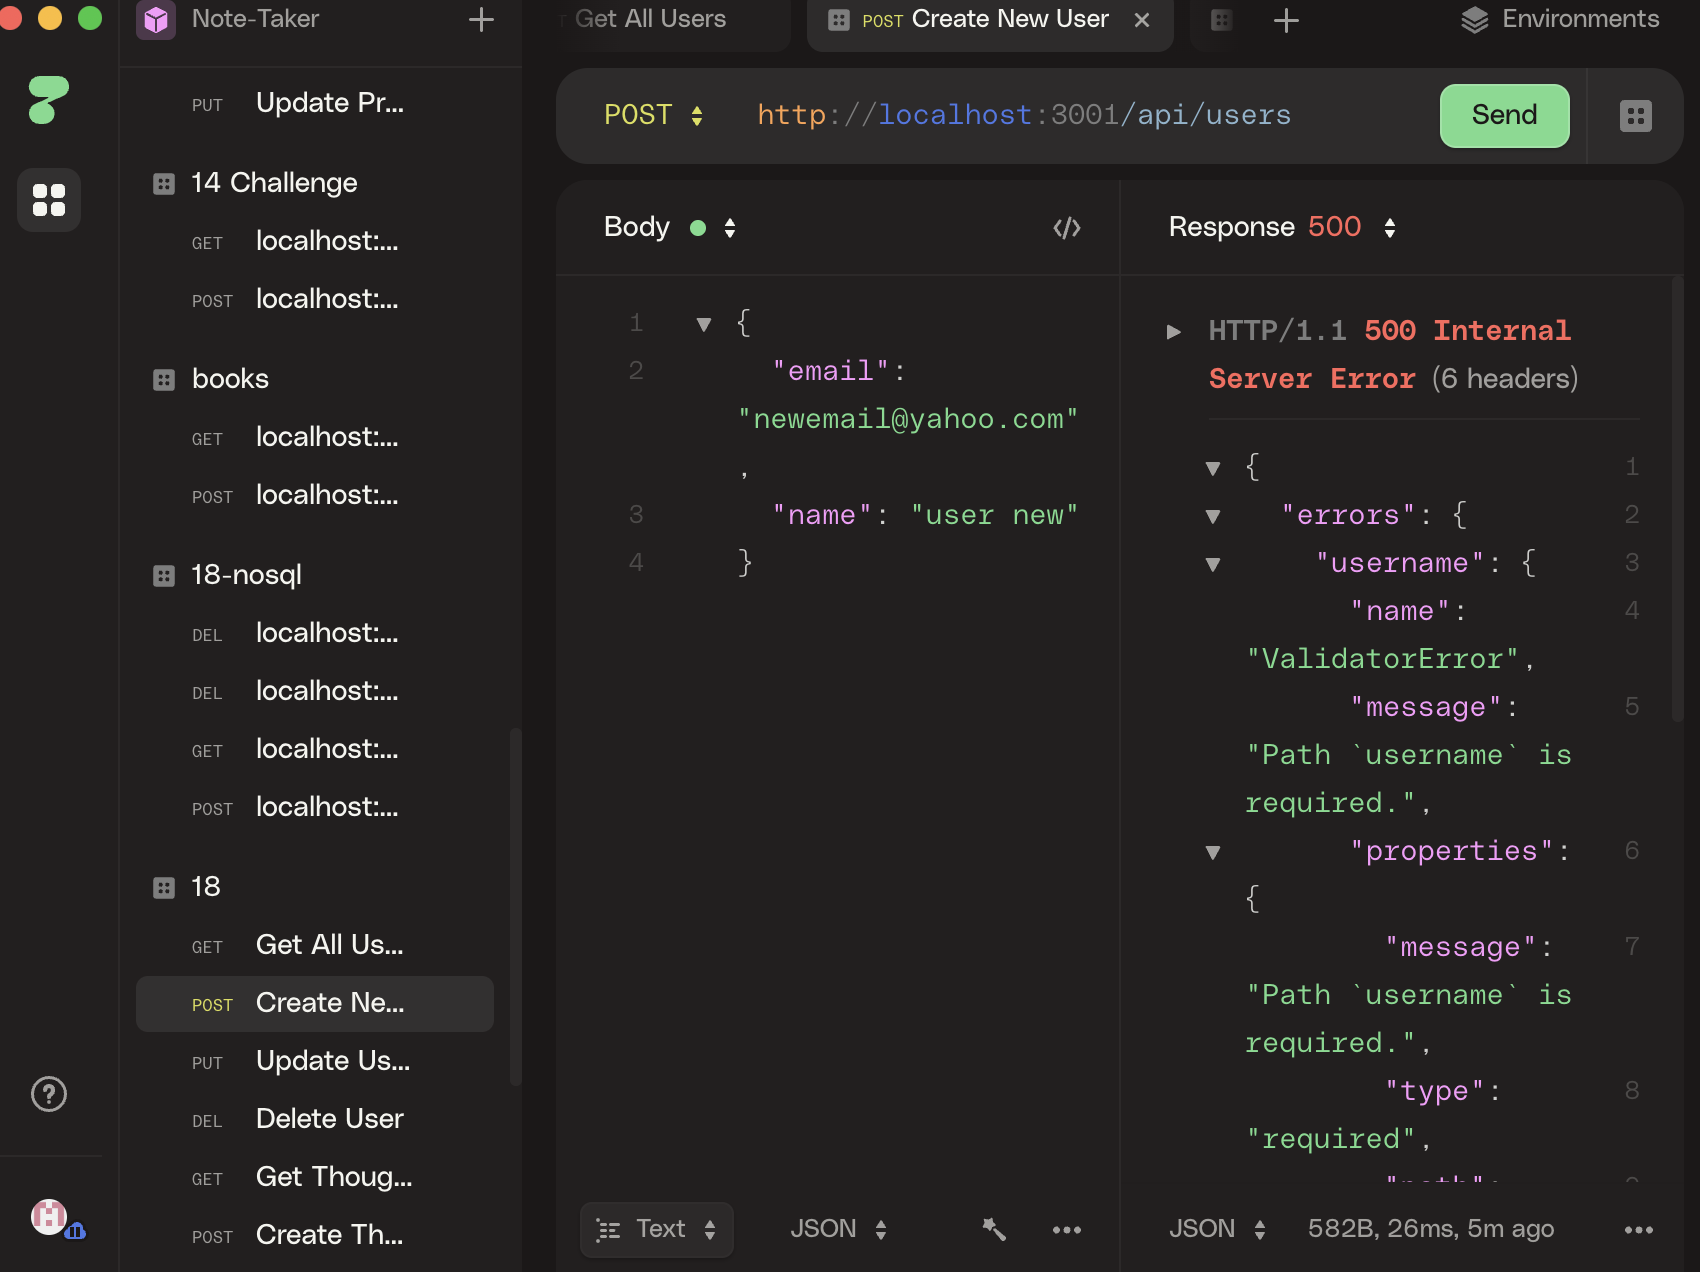 Note-Taker
PUT Update Pr...
14 Challenge
GET localhost:...
POST localhost:...
books
GET localhost:...
POST localhost:...
18-nosql
DEL localhost:...
DEL localhost:...
GET localhost:...
POST localhost:...
18
GET Get All Us...
POST Create Ne...
PUT Update Us...
DEL Delete User
GET Get Thoug...
POST Create Th...
Get All Users
POST Create New User
Environments
POST http://localhost:3001/api/users
Send
Body
1 {
2 "email":
"newemail@yahoo.com"
,
3 "name": "user new"
4 }
Text JSON
Response 500
HTTP/1.1 500 Internal
Server Error (6 headers)
{ 1
"errors": { 2
"username": { 3
"name": 4
"ValidatorError",
"message": 5
"Path `username` is
required.",
"properties": 6
{
"message": 7
"Path `username` is
required.",
"type": 8
"required",
JSON 582B, 26ms, 5m ago